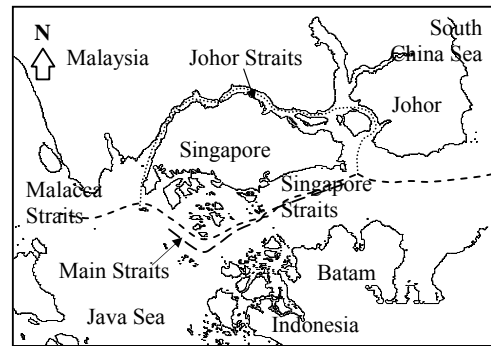 South
N
China Sea
Malaysia
Johor Straits
Johor
Singapore
Malacca
Straits
Singapore
Straits
Main Straits
Batam
Java Sea
Indonesia